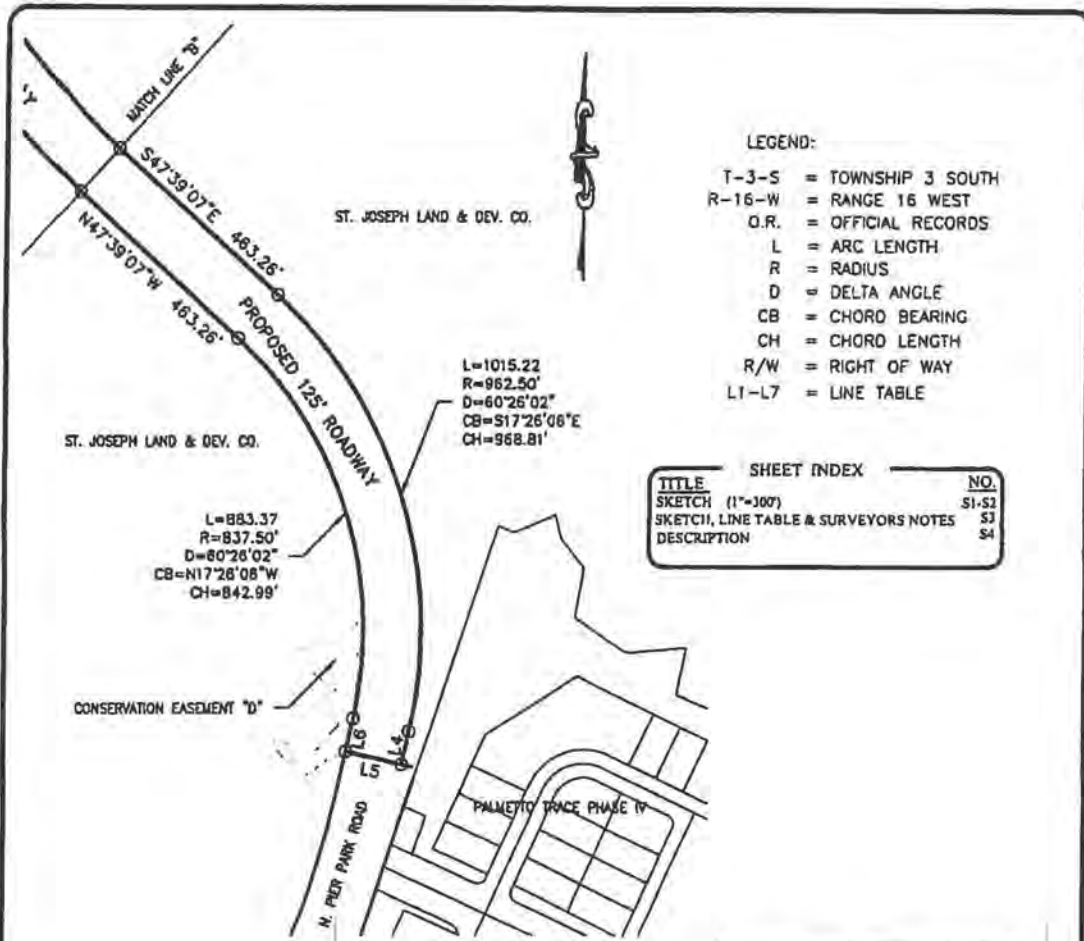 'Y
MATCH LINE "B"
S47°39'07"E 463.26'
N47°39'07"W 463.26'
ST. JOSEPH LAND & DEV. CO.
PROPOSED 125' ROADWAY
ST. JOSEPH LAND & DEV. CO.
L=1015.22
R=962.50'
D=60°26'02"
CB=S17°26'06"E
CH=968.81'
L=883.37
R=837.50'
D=60°26'02"
CB=N17°26'06"W
CH=842.99'
CONSERVATION EASEMENT "D"
L6
L4
L5
N. PIER PARK ROAD
PALMETTO TRACE PHASE IV
LEGEND:
T-3-S = TOWNSHIP 3 SOUTH
R-16-W = RANGE 16 WEST
O.R. = OFFICIAL RECORDS
L = ARC LENGTH
R = RADIUS
D = DELTA ANGLE
CB = CHORD BEARING
CH = CHORD LENGTH
R/W = RIGHT OF WAY
L1-L7 = LINE TABLE
SHEET INDEX
TITLE NO.
SKETCH (1"=300') S1-S2
SKETCH, LINE TABLE & SURVEYORS NOTES S3
DESCRIPTION S4